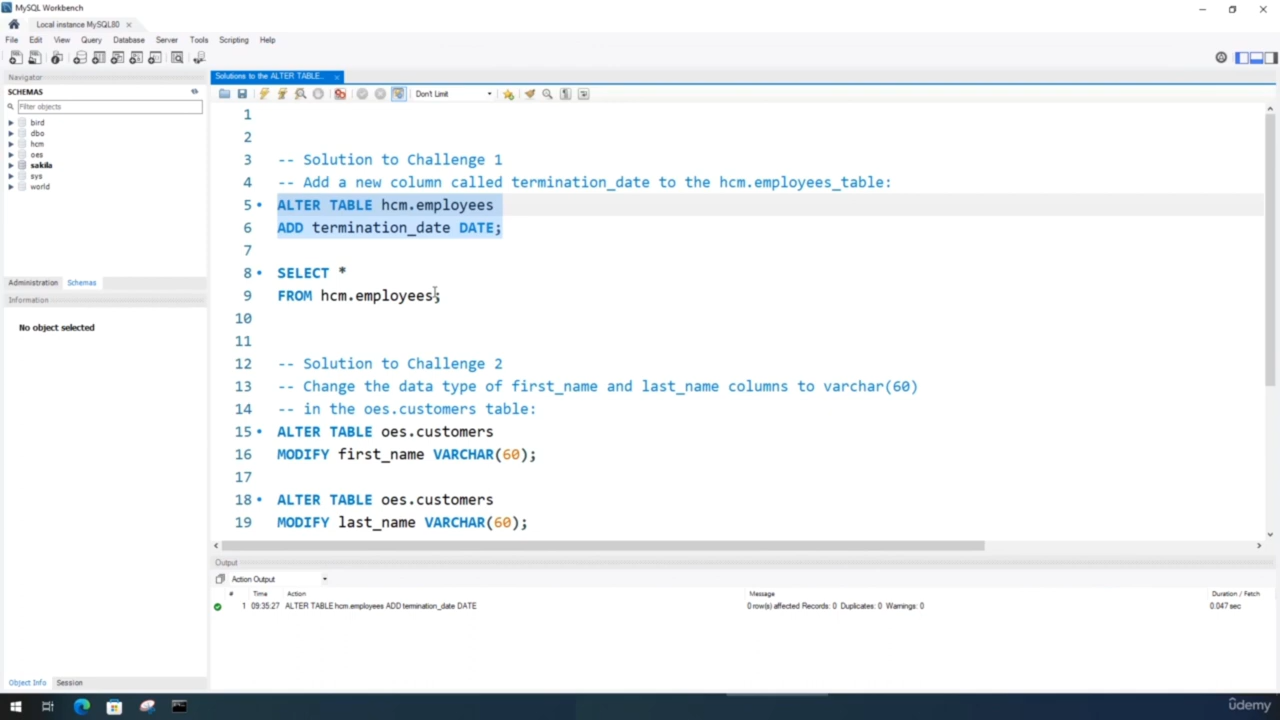 MySQL Workbench
Local instance MySQL80 ×
File Edit View Query Database Server Tools Scripting Help
Navigator
SCHEMAS
Filter objects
bird
dbo
hcm
oes
sakila
sys
world
Administration Schemas
Information
No object selected
Object Info Session
Solutions to the ALTER TABLE... ×
Don't Limit
1
2
3 -- Solution to Challenge 1
4 -- Add a new column called termination_date to the hcm.employees_table:
5 ALTER TABLE hcm.employees
6 ADD termination_date DATE;
7
8 SELECT *
9 FROM hcm.employees;
10
11
12 -- Solution to Challenge 2
13 -- Change the data type of first_name and last_name columns to varchar(60)
14 -- in the oes.customers table:
15 ALTER TABLE oes.customers
16 MODIFY first_name VARCHAR(60);
17
18 ALTER TABLE oes.customers
19 MODIFY last_name VARCHAR(60);
Output
Action Output
# Time Action Message Duration / Fetch
1 09:35:27 ALTER TABLE hcm.employees ADD termination_date DATE 0 row(s) affected Records: 0 Duplicates: 0 Warnings: 0 0.047 sec
ûdemy